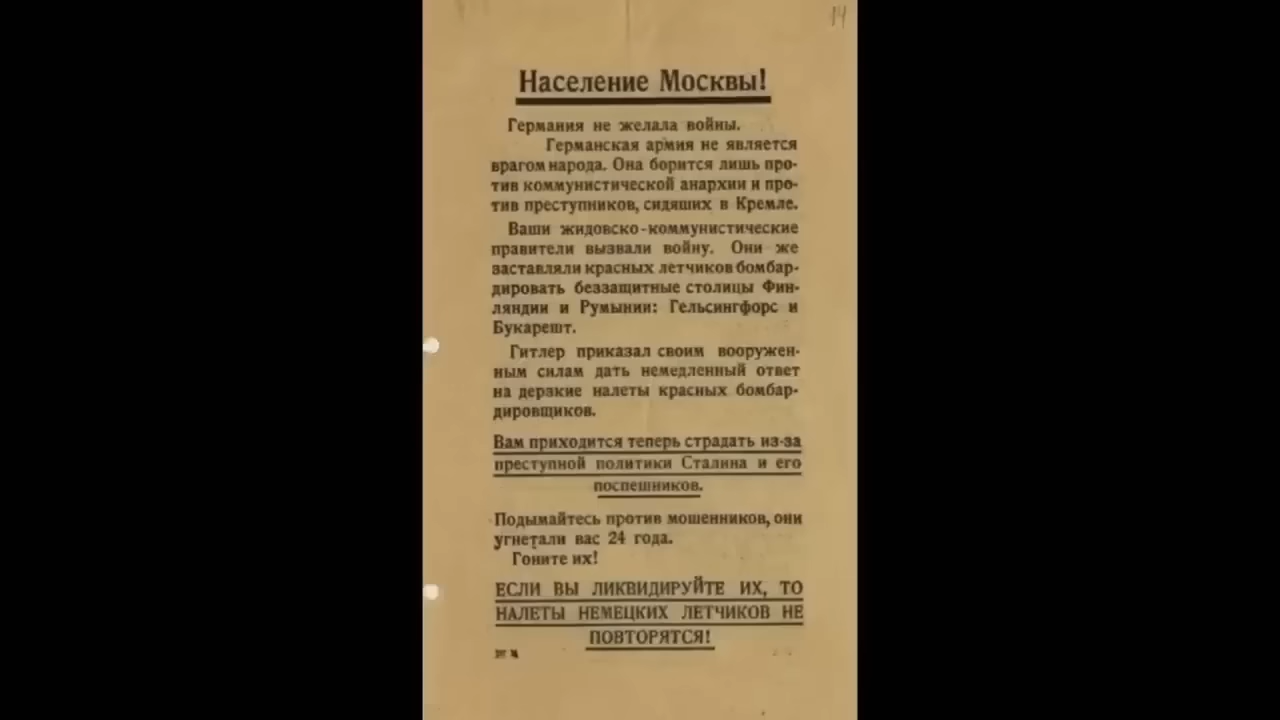 14
Население Москвы!
Германия не желала войны.
Германская армия не является
врагом народа. Она борится лишь про-
тив коммунистической анархии и про-
тив преступников, сидяших в Кремле.
Ваши жидовско-коммунистические
правители вызвали войну. Они же
заставляли красных летчиков бомбар-
дировать беззащитные столицы Фин-
ляндии и Румынии: Гельсингфорс и
Букарешт.
Гитлер приказал своим вооружен-
ным силам дать немедленный ответ
на дерзкие налеты красных бомбар-
дировщиков.
Вам приходится теперь страдать из-за
преступной политики Сталина и его
поспешников.
Подымайтесь против мошенников, они
угнетали вас 24 года.
Гоните их!
ЕСЛИ ВЫ ЛИКВИДИРУЙТЕ ИХ, ТО
НАЛЕТЫ НЕМЕЦКИХ ЛЕТЧИКОВ НЕ
ПОВТОРЯТСЯ!